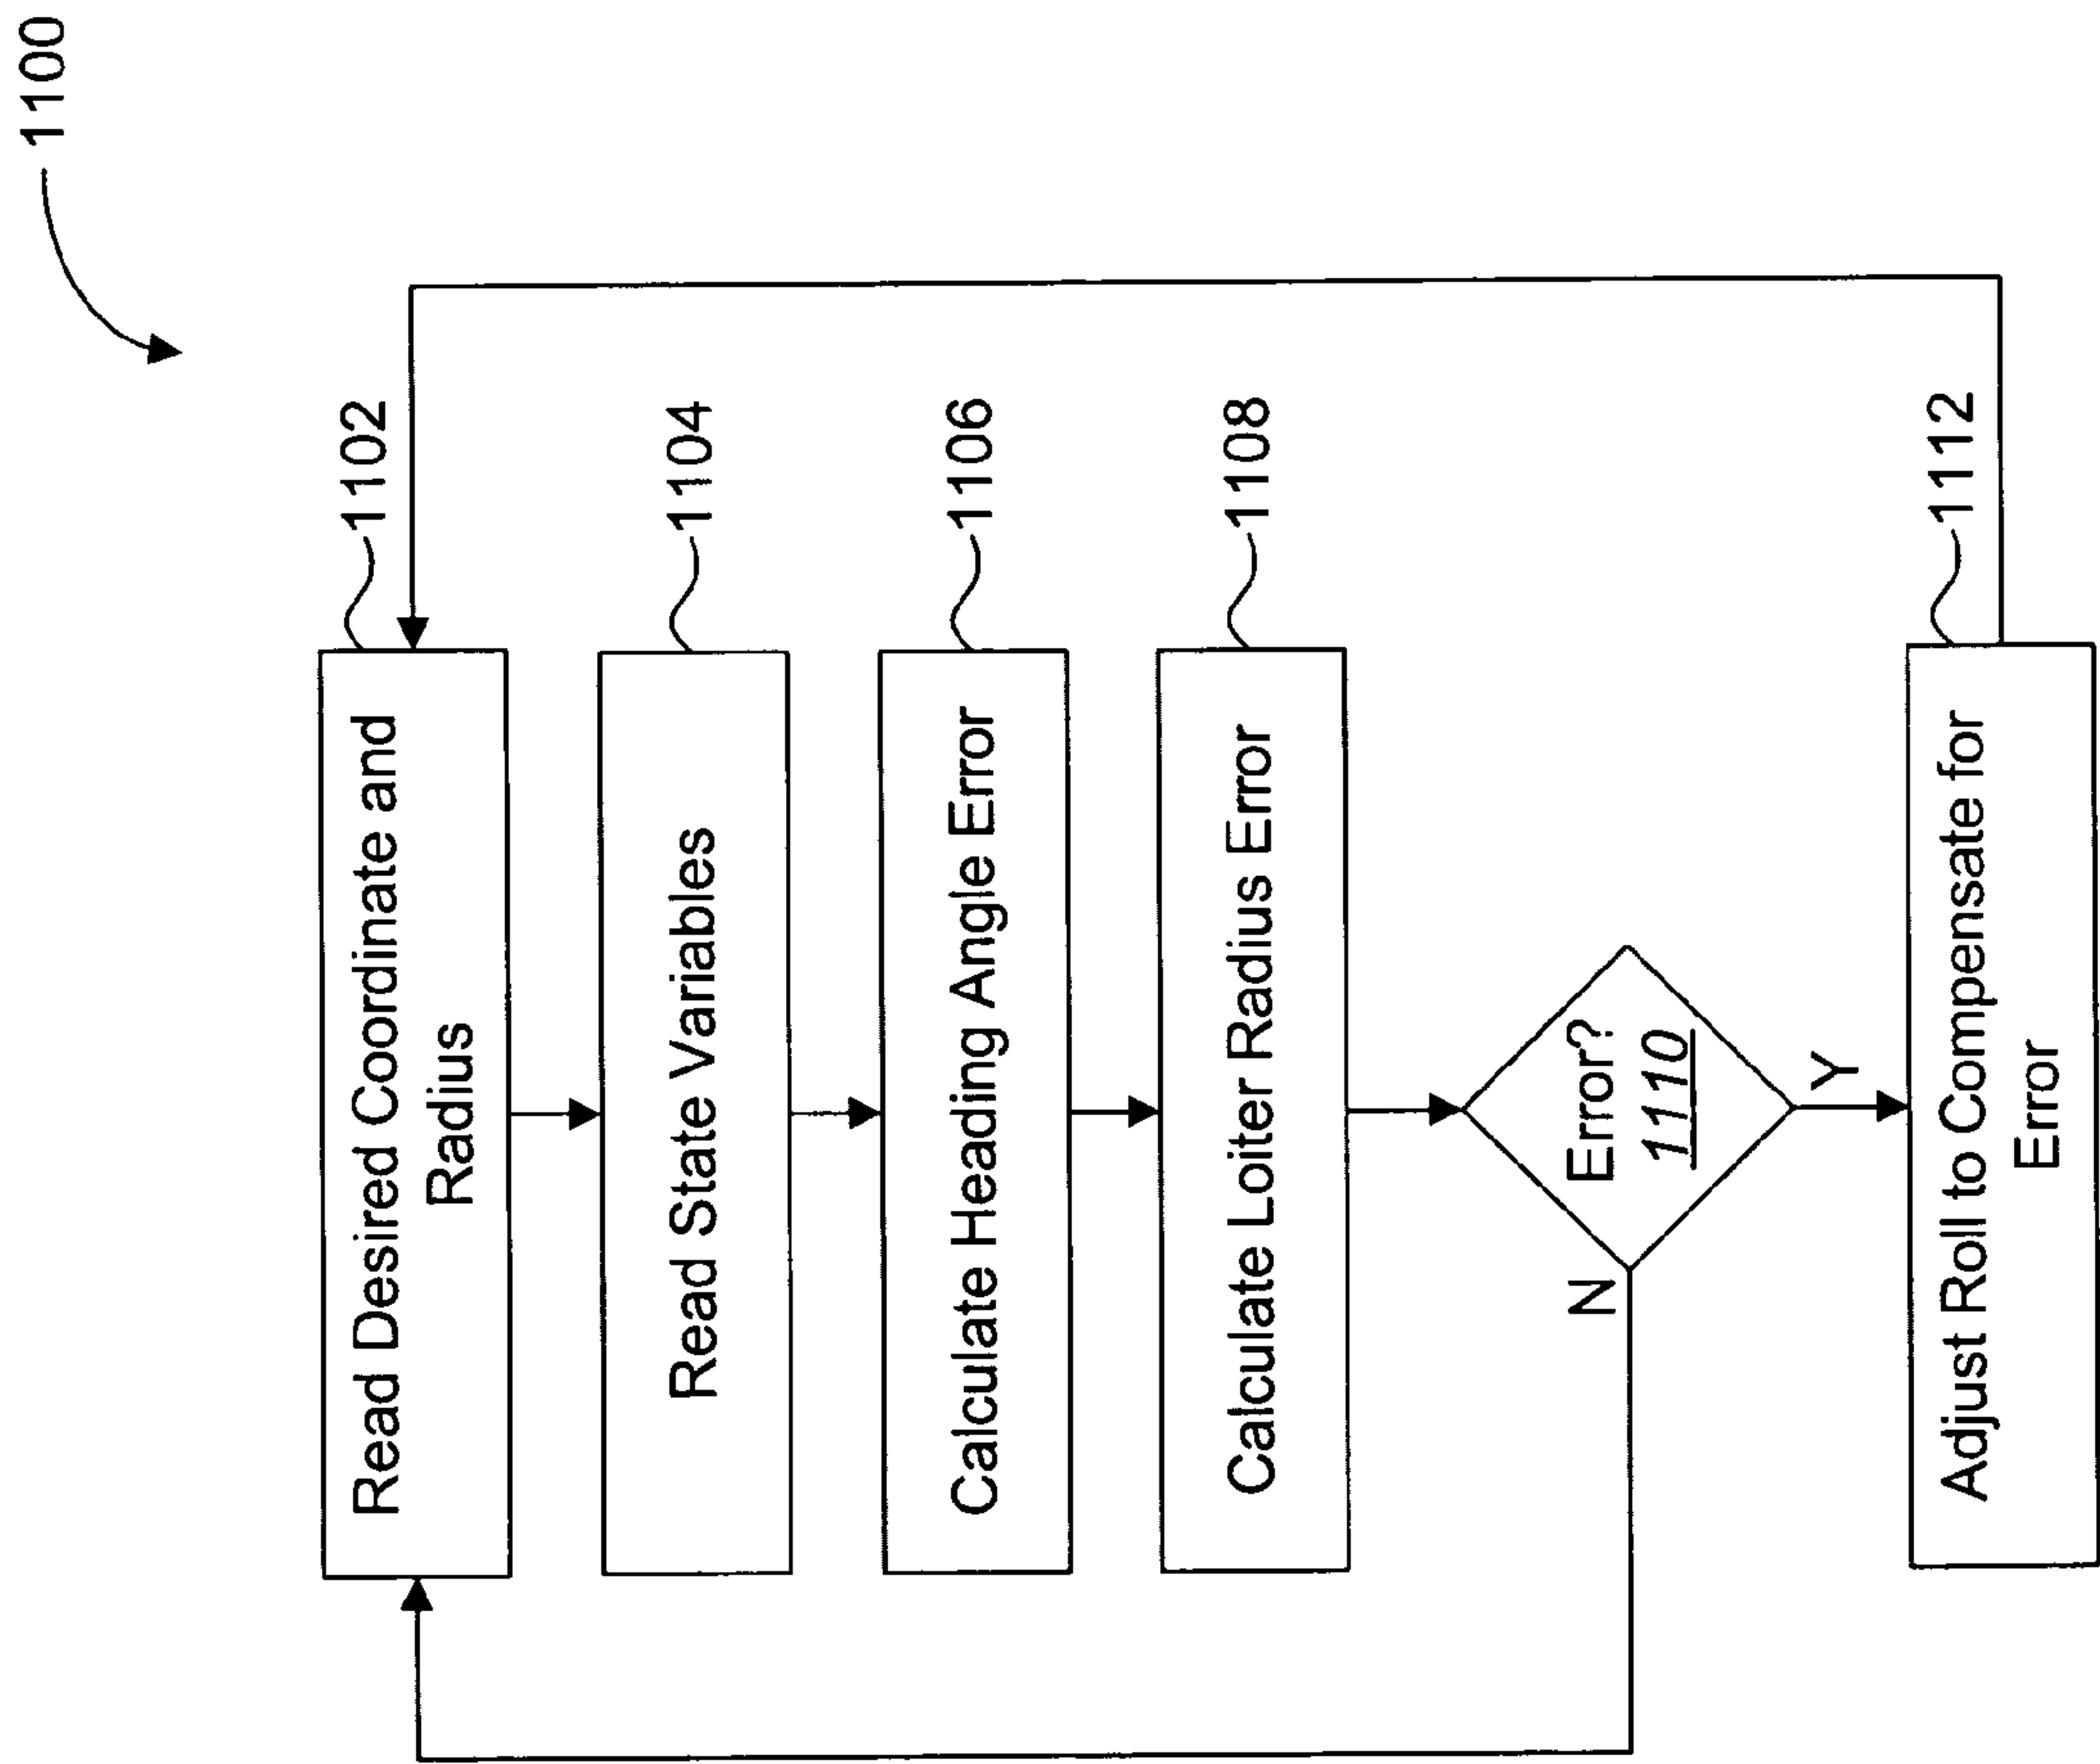 1100
Read Desired Coordinate and
Radius
1102
Read State Variables
1104
Calculate Heading Angle Error
1106
Calculate Loiter Radius Error
1108
Error?
1110
N
Y
Adjust Roll to Compensate for
Error
1112